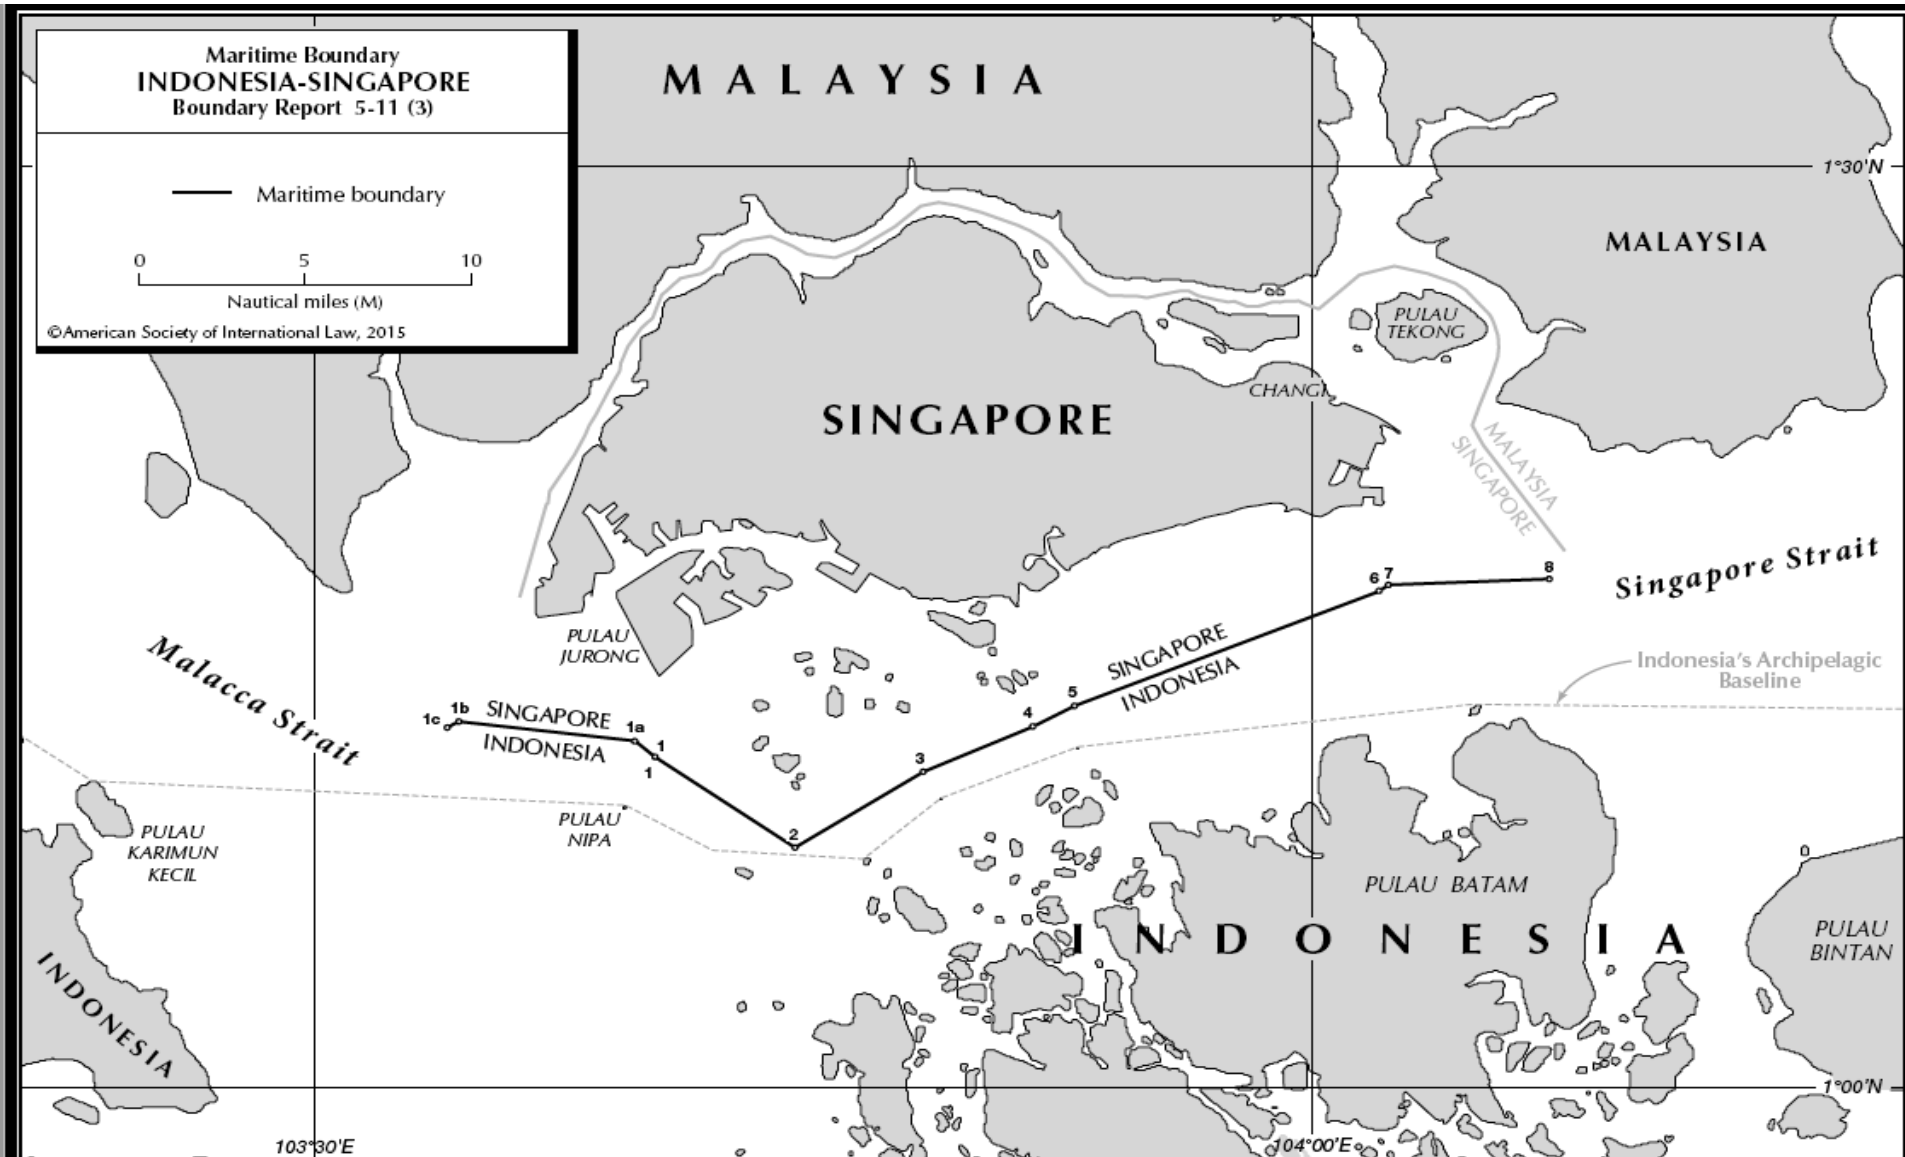 Maritime Boundary
INDONESIA-SINGAPORE
Boundary Report 5-11 (3)
Maritime boundary
0 5 10
Nautical miles (M)
©American Society of International Law, 2015
MALAYSIA
1°30'N
MALAYSIA
PULAU
TEKONG
CHANGI
SINGAPORE
MALAYSIA
SINGAPORE
Singapore Strait
PULAU
JURONG
Malacca Strait
1c
1b
SINGAPORE
INDONESIA
1a
1
1
2
3
4
5
SINGAPORE
INDONESIA
6
7
8
Indonesia's Archipelagic
Baseline
PULAU
NIPA
PULAU
KARIMUN
KECIL
PULAU BATAM
INDONESIA
PULAU
BINTAN
INDONESIA
1°00'N
103°30'E
104°00'E